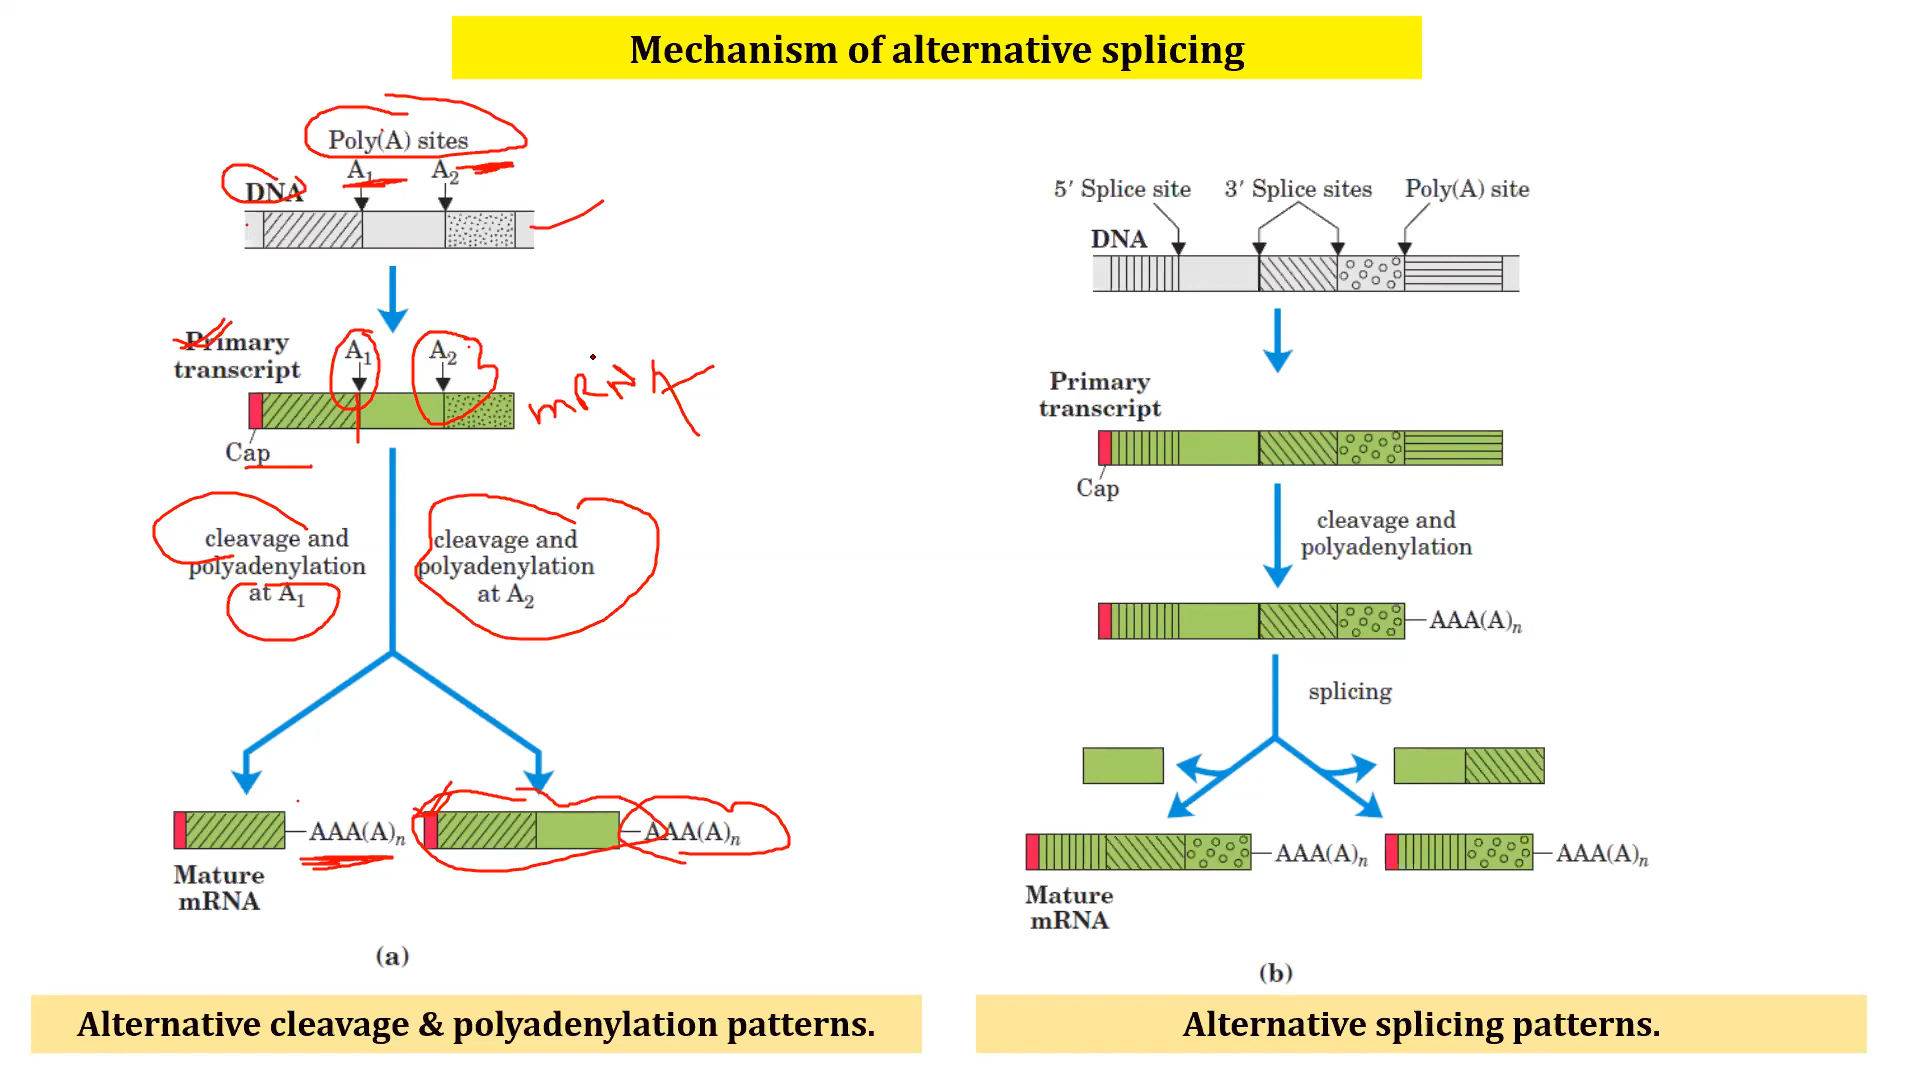 Mechanism of alternative splicing
Poly(A) sites
A₁
A₂
DNA
Primary
transcript
A₁
A₂
mRNA
Cap
cleavage and
polyadenylation
at A₁
cleavage and
polyadenylation
at A₂
AAA(A)ₙ
AAA(A)ₙ
Mature
mRNA
(a)
Alternative cleavage & polyadenylation patterns.
5′ Splice site
3′ Splice sites
Poly(A) site
DNA
Primary
transcript
Cap
cleavage and
polyadenylation
AAA(A)ₙ
splicing
AAA(A)ₙ
AAA(A)ₙ
Mature
mRNA
(b)
Alternative splicing patterns.